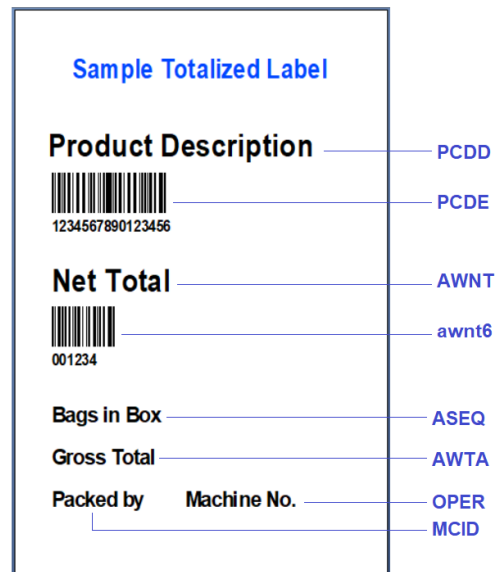 Sample Totalized Label
Product Description PCDD
PCDE
1234567890123456
Net Total AWNT
awnt6
001234
Bags in Box ASEQ
Gross Total AWTA
Packed by Machine No. OPER
MCID